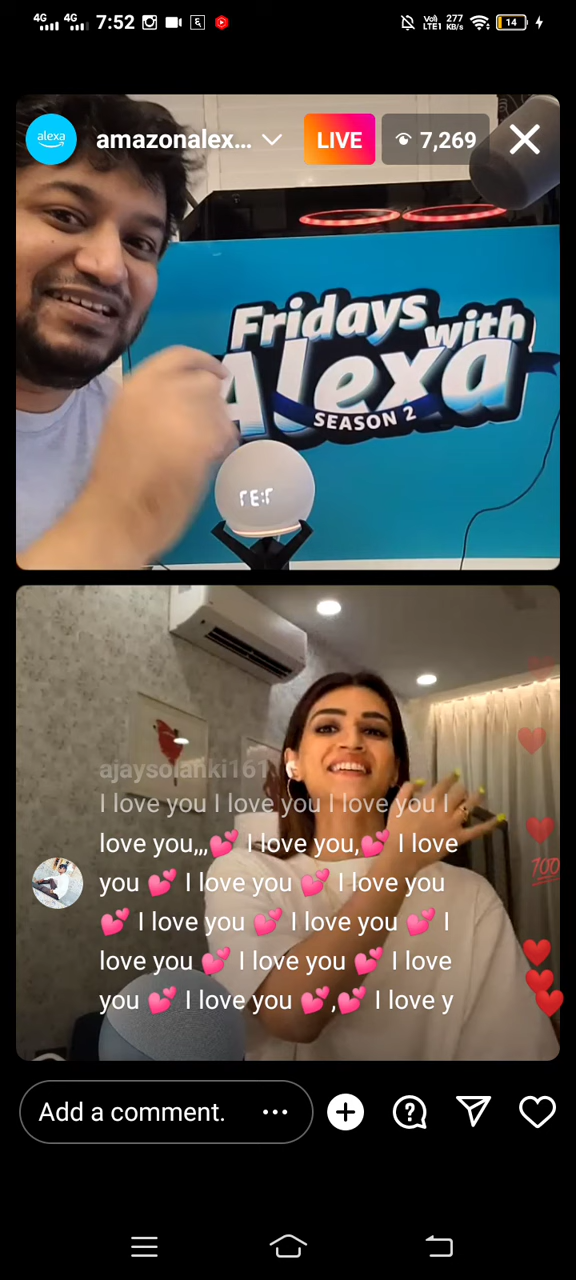 4G 4G 7:52 VoN LTE1 277 KB/s 14
alexa amazonalex... LIVE 7,269
Fridays
with
Alexa
SEASON 2
ajaysolanki161
I love you I love you I love you I
love you,,,💕 I love you,💕 I love
you 💕 I love you 💕 I love you
💕 I love you 💕 I love you 💕 I
love you 💕 I love you 💕 I love
you 💕 I love you 💕,💕 I love y
💯
Add a comment. ...